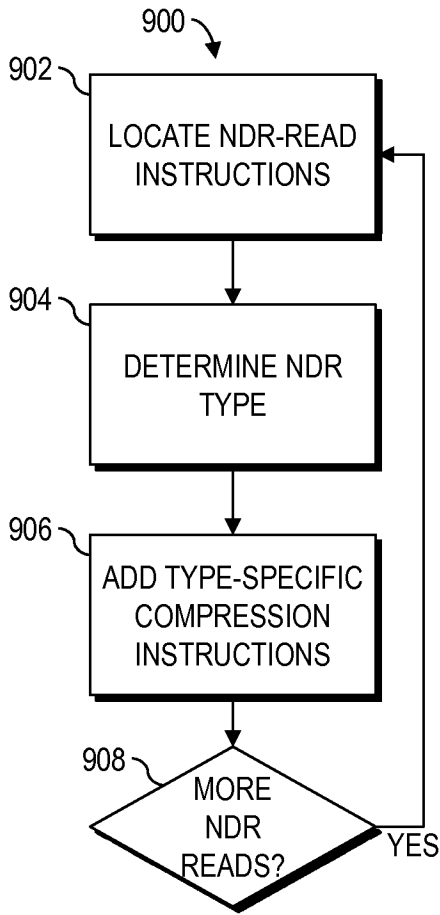 900
902
LOCATE NDR-READ
INSTRUCTIONS
904
DETERMINE NDR
TYPE
906
ADD TYPE-SPECIFIC
COMPRESSION
INSTRUCTIONS
908
MORE
NDR
READS?
YES